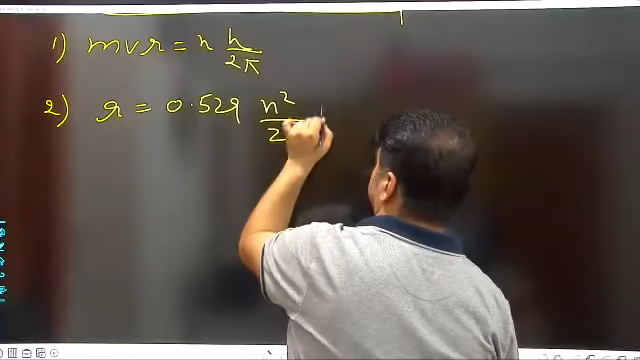 1) mvr = n h/2π
2) r = 0.529 n²/Z